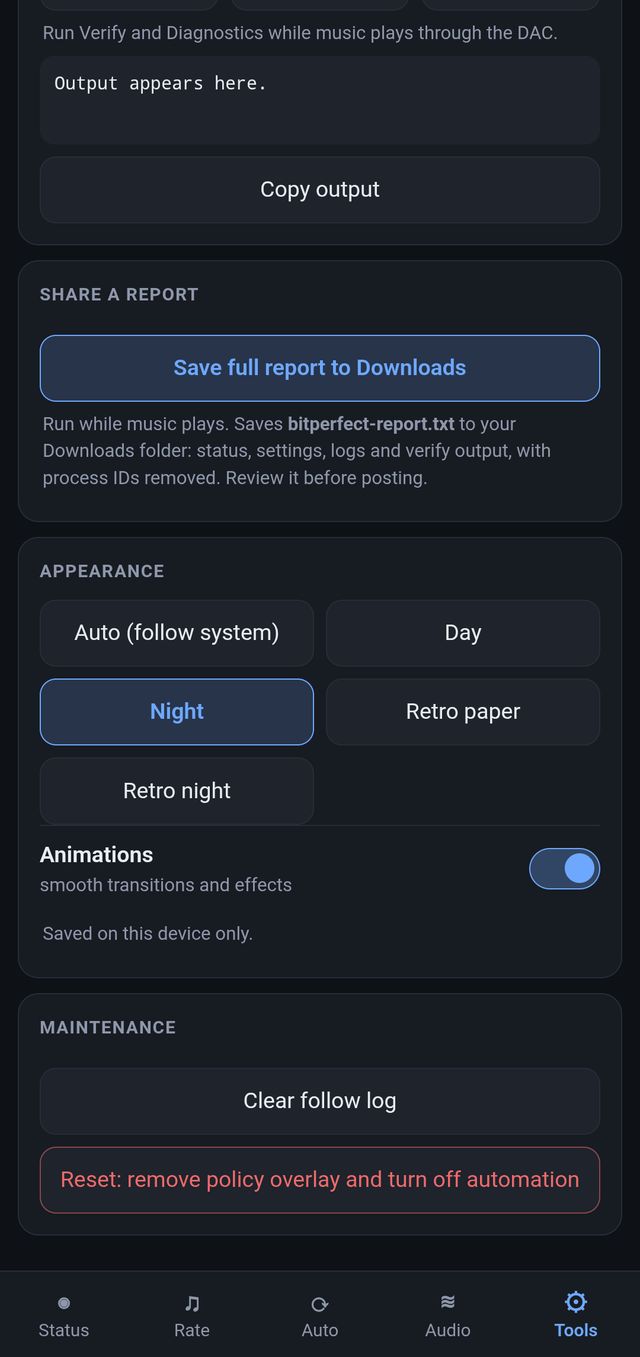 Run Verify and Diagnostics while music plays through the DAC.
Output appears here.
Copy output
SHARE A REPORT
Save full report to Downloads
Run while music plays. Saves bitperfect-report.txt to your
Downloads folder: status, settings, logs and verify output, with
process IDs removed. Review it before posting.
APPEARANCE
Auto (follow system)
Day
Night
Retro paper
Retro night
Animations
smooth transitions and effects
Saved on this device only.
MAINTENANCE
Clear follow log
Reset: remove policy overlay and turn off automation
Status
Rate
Auto
Audio
Tools